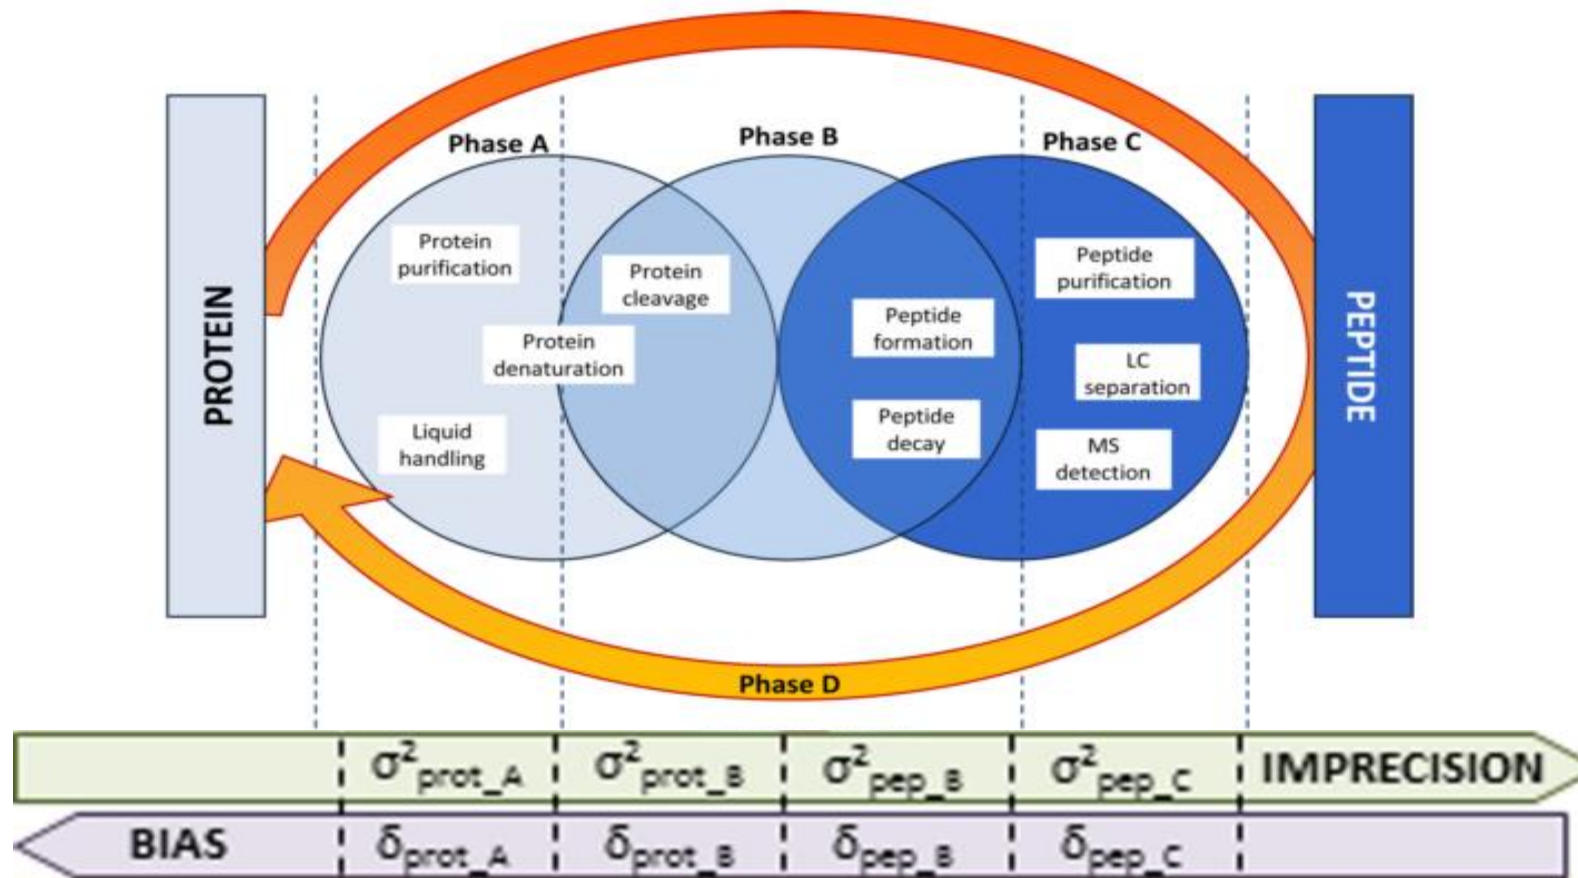 Phase A
Phase B
Phase C
PROTEIN
Protein
purification
Protein
cleavage
Protein
denaturation
Liquid
handling
Peptide
formation
Peptide
decay
Peptide
purification
LC
separation
MS
detection
PEPTIDE
Phase D
σ²prot_A σ²prot_B σ²pep_B σ²pep_C IMPRECISION
BIAS δprot_A δprot_B δpep_B δpep_C